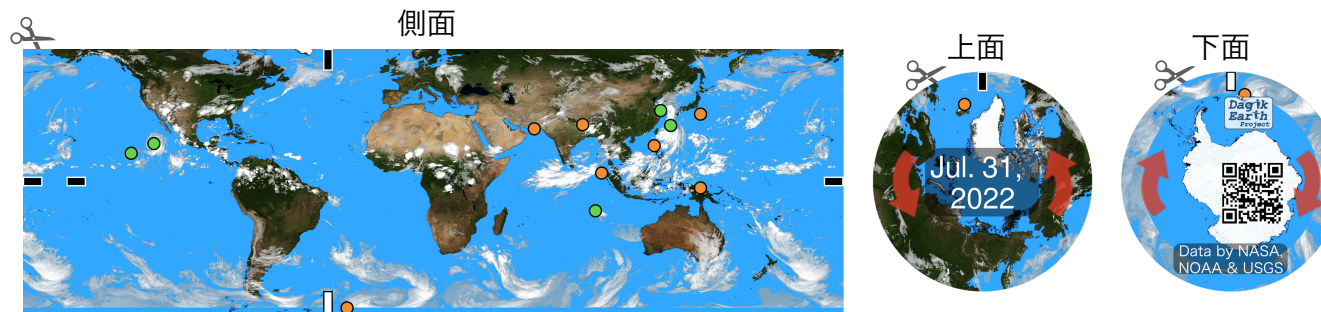 側面
上面
下面
Jul. 31,
2022
Dagik
Earth
Project
Data by NASA,
NOAA & USGS